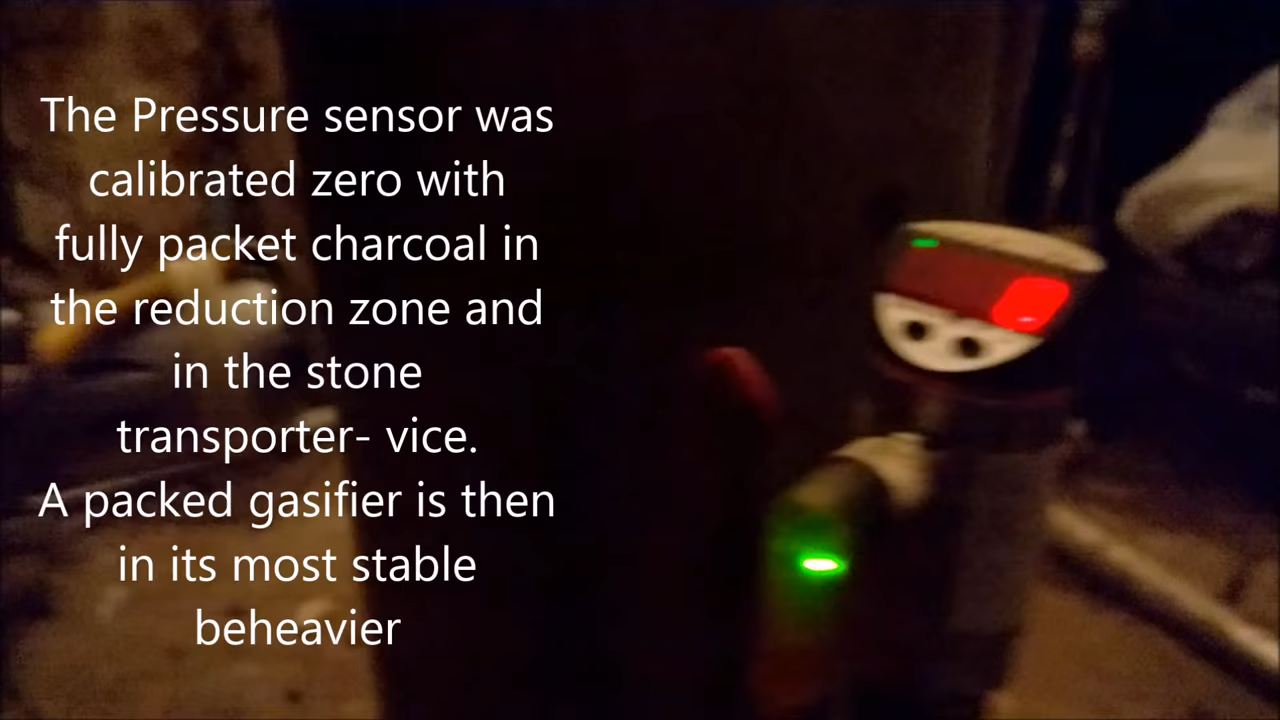 The Pressure sensor was
calibrated zero with
fully packet charcoal in
the reduction zone and
in the stone
transporter- vice.
A packed gasifier is then
in its most stable
beheavier